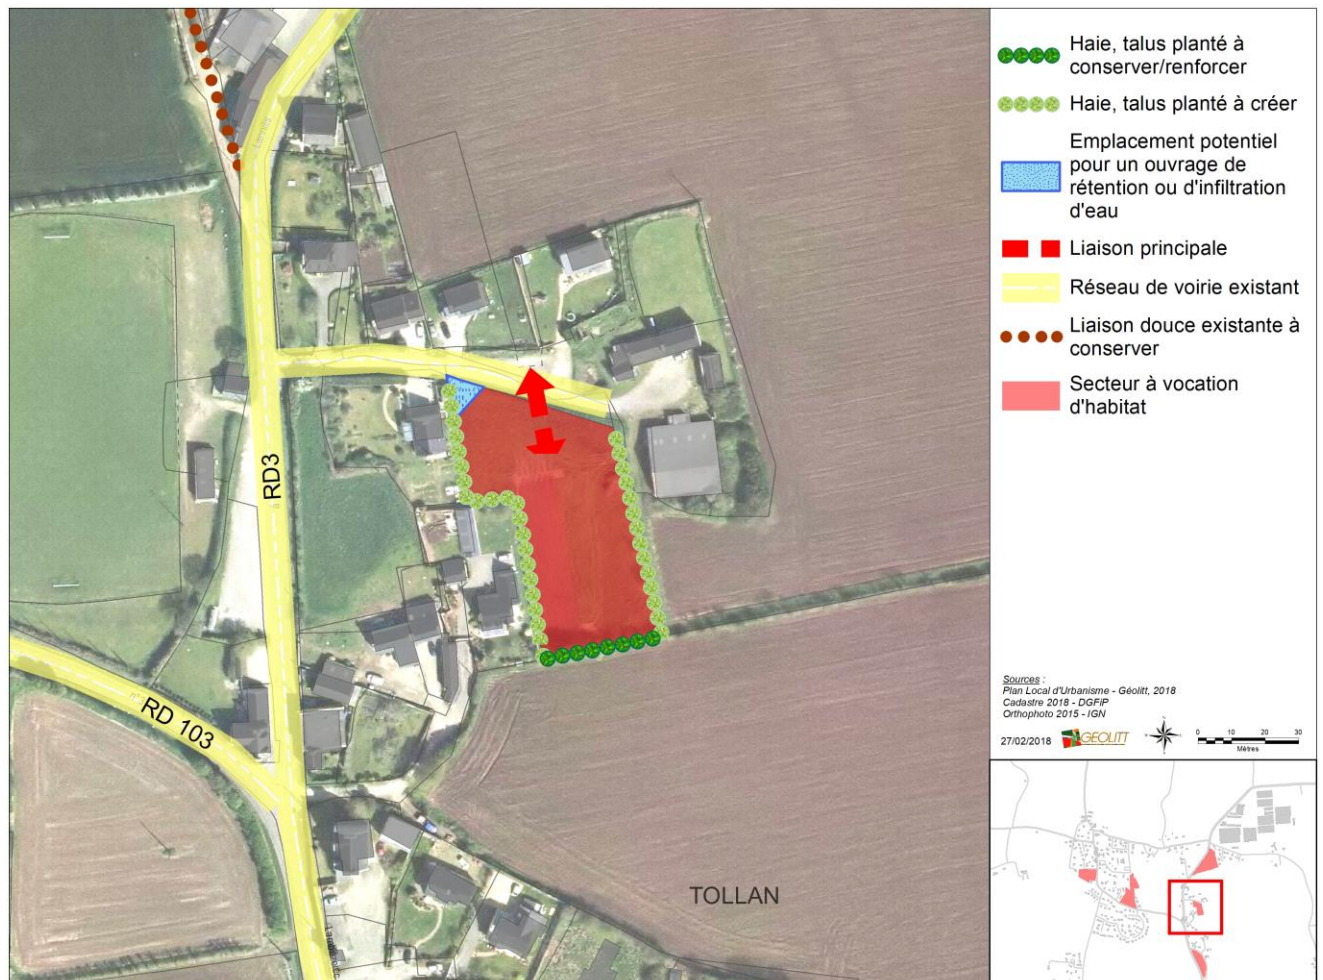 Haie, talus planté à
conserver/renforcer
Haie, talus planté à créer
Emplacement potentiel
pour un ouvrage de
rétention ou d'infiltration
d'eau
Liaison principale
Réseau de voirie existant
Liaison douce existante à
conserver
Secteur à vocation
d'habitat
RD3
RD 103
TOLLAN
Sources :
Plan Local d'Urbanisme - Géolitt, 2018
Cadastre 2018 - DGFiP
Orthophoto 2015 - IGN
27/02/2018
GEOLITT
0 10 20 30
Mètres